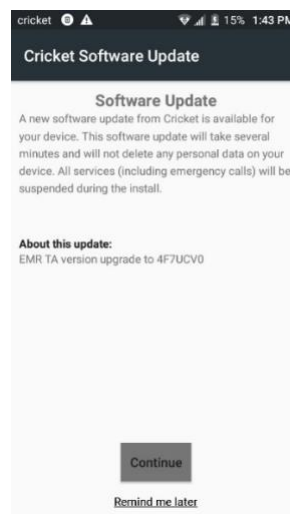 cricket 15% 1:43 PM
Cricket Software Update
Software Update
A new software update from Cricket is available for
your device. This software update will take several
minutes and will not delete any personal data on your
device. All services (including emergency calls) will be
suspended during the install.
About this update:
EMR TA version upgrade to 4F7UCV0
Continue
Remind me later